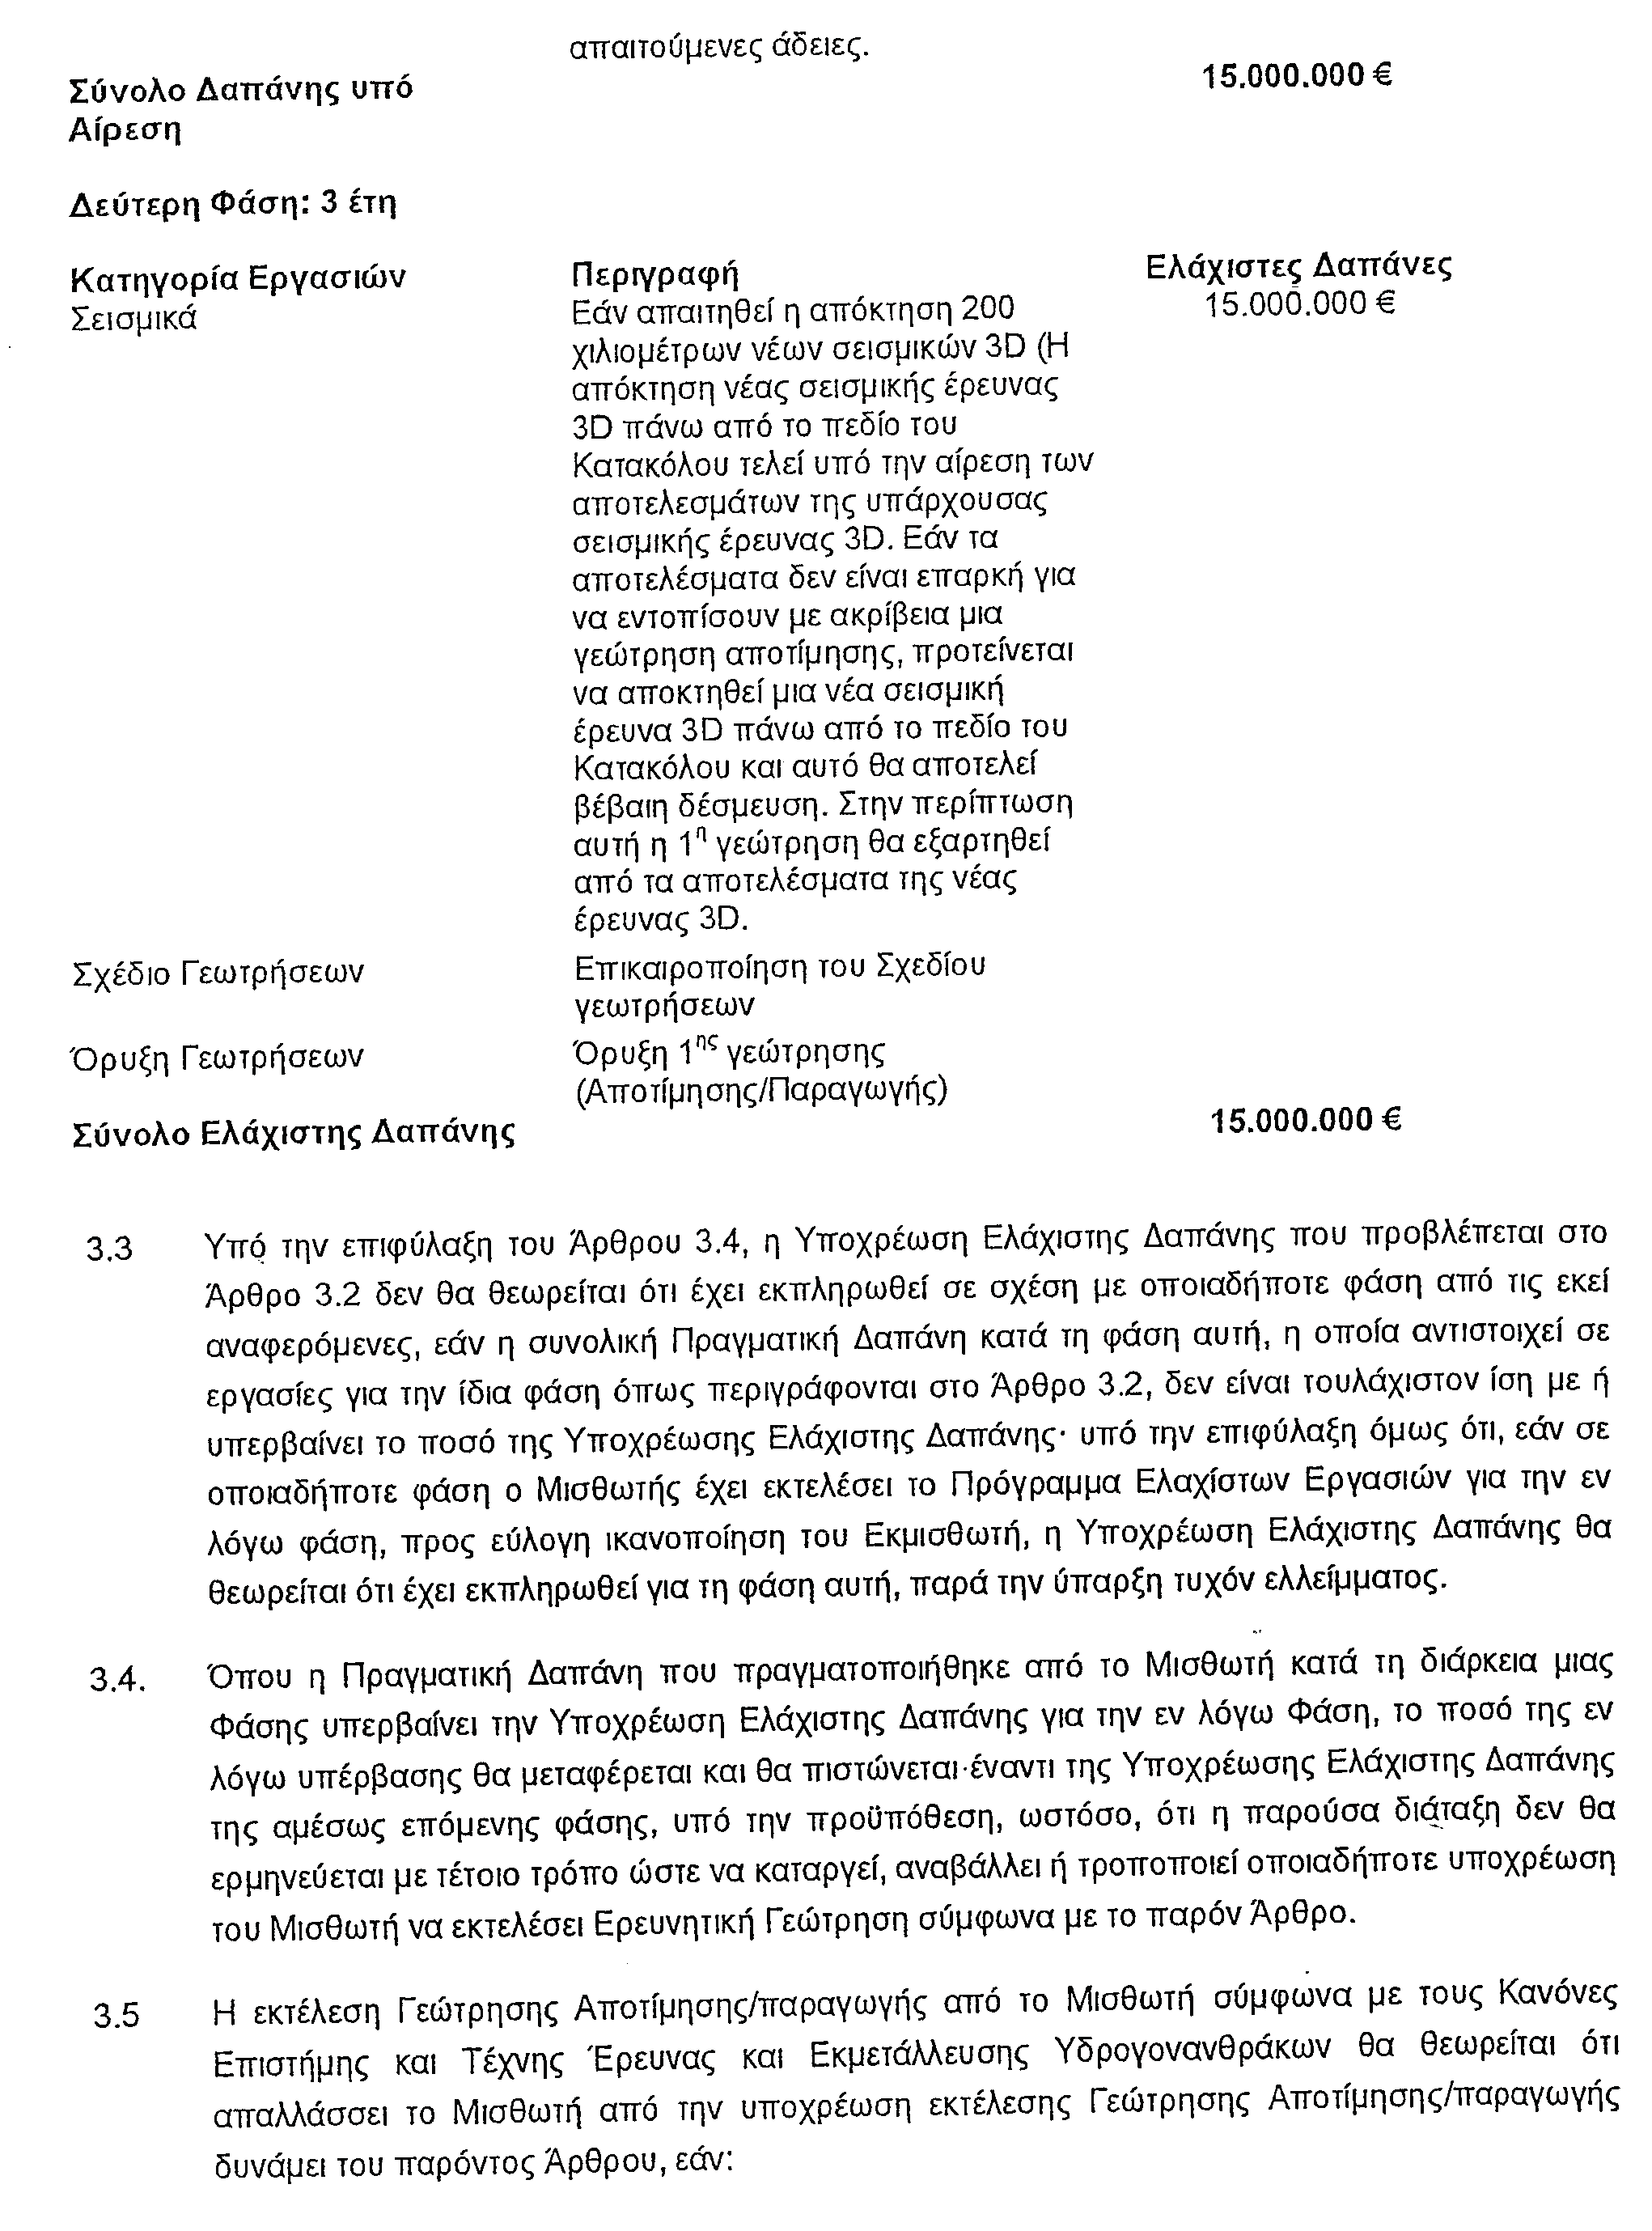 απαιτούμενες άδειες.
Σύνολο Δαπάνης υπό 15.000.000 €
Αίρεση
Δεύτερη Φάση: 3 έτη
Κατηγορία Εργασιών Περιγραφή Ελάχιστες Δαπάνες
Σεισμικά Εάν απαιτηθεί η απόκτηση 200 15.000.000 €
χιλιομέτρων νέων σεισμικών 3D (Η
απόκτηση νέας σεισμικής έρευνας
3D πάνω από το πεδίο του
Κατακόλου τελεί υπό την αίρεση των
αποτελεσμάτων της υπάρχουσας
σεισμικής έρευνας 3D. Εάν τα
αποτελέσματα δεν είναι επαρκή για
να εντοπίσουν με ακρίβεια μια
γεώτρηση αποτίμησης, προτείνεται
να αποκτηθεί μια νέα σεισμική
έρευνα 3D πάνω από το πεδίο του
Κατακόλου και αυτό θα αποτελεί
βέβαιη δέσμευση. Στην περίπτωση
αυτή η 1η γεώτρηση θα εξαρτηθεί
από τα αποτελέσματα της νέας
έρευνας 3D.
Σχέδιο Γεωτρήσεων Επικαιροποίηση του Σχεδίου
γεωτρήσεων
Όρυξη Γεωτρήσεων Όρυξη 1ης γεώτρησης
(Αποτίμησης/Παραγωγής)
Σύνολο Ελάχιστης Δαπάνης 15.000.000 €
3.3 Υπό την επιφύλαξη του Άρθρου 3.4, η Υποχρέωση Ελάχιστης Δαπάνης που προβλέπεται στο
Άρθρο 3.2 δεν θα θεωρείται ότι έχει εκπληρωθεί σε σχέση με οποιαδήποτε φάση από τις εκεί
αναφερόμενες, εάν η συνολική Πραγματική Δαπάνη κατά τη φάση αυτή, η οποία αντιστοιχεί σε
εργασίες για την ίδια φάση όπως περιγράφονται στο Άρθρο 3.2, δεν είναι τουλάχιστον ίση με ή
υπερβαίνει το ποσό της Υποχρέωσης Ελάχιστης Δαπάνης· υπό την επιφύλαξη όμως ότι, εάν σε
οποιαδήποτε φάση ο Μισθωτής έχει εκτελέσει το Πρόγραμμα Ελαχίστων Εργασιών για την εν
λόγω φάση, προς εύλογη ικανοποίηση του Εκμισθωτή, η Υποχρέωση Ελάχιστης Δαπάνης θα
θεωρείται ότι έχει εκπληρωθεί για τη φάση αυτή, παρά την ύπαρξη τυχόν ελλείμματος.
3.4. Όπου η Πραγματική Δαπάνη που πραγματοποιήθηκε από το Μισθωτή κατά τη διάρκεια μιας
Φάσης υπερβαίνει την Υποχρέωση Ελάχιστης Δαπάνης για την εν λόγω Φάση, το ποσό της εν
λόγω υπέρβασης θα μεταφέρεται και θα πιστώνεται έναντι της Υποχρέωσης Ελάχιστης Δαπάνης
της αμέσως επόμενης φάσης, υπό την προϋπόθεση, ωστόσο, ότι η παρούσα διάταξη δεν θα
ερμηνεύεται με τέτοιο τρόπο ώστε να καταργεί, αναβάλλει ή τροποποιεί οποιαδήποτε υποχρέωση
του Μισθωτή να εκτελέσει Ερευνητική Γεώτρηση σύμφωνα με το παρόν Άρθρο.
3.5 Η εκτέλεση Γεώτρησης Αποτίμησης/παραγωγής από το Μισθωτή σύμφωνα με τους Κανόνες
Επιστήμης και Τέχνης Έρευνας και Εκμετάλλευσης Υδρογονανθράκων θα θεωρείται ότι
απαλλάσσει το Μισθωτή από την υποχρέωση εκτέλεσης Γεώτρησης Αποτίμησης/παραγωγής
δυνάμει του παρόντος Άρθρου, εάν: